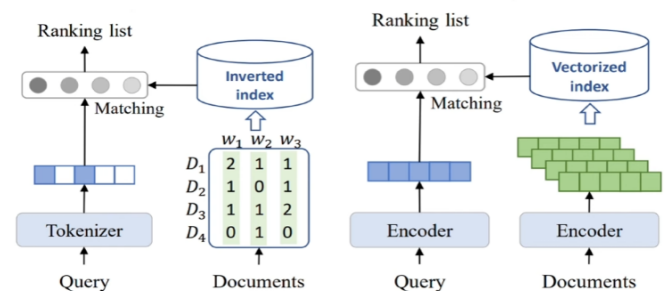 Ranking list
Matching
Inverted
index
w₁ w₂ w₃
D₁ 2 1 1
D₂ 1 0 1
D₃ 1 1 2
D₄ 0 1 0
Tokenizer
Query
Documents
Ranking list
Matching
Vectorized
index
Encoder
Encoder
Query
Documents